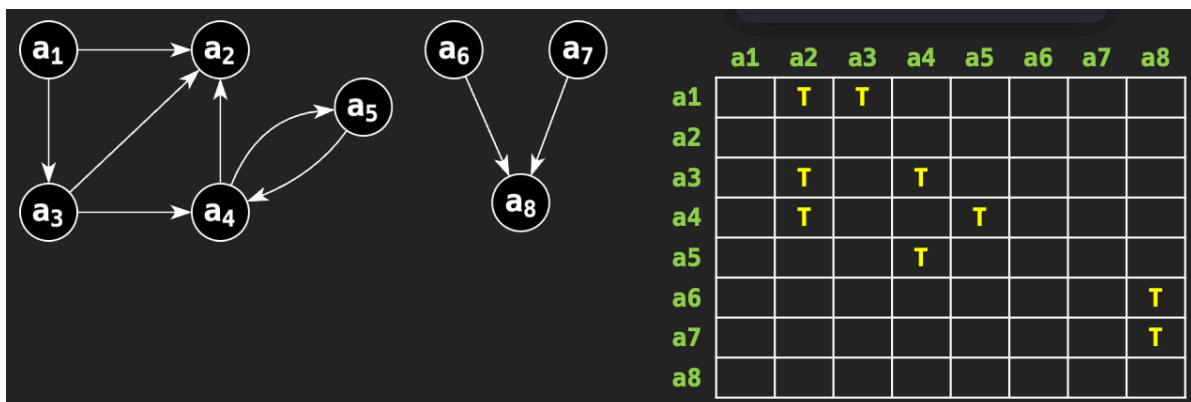 a1 a2 a6 a7
a5
a3 a4 a8
a1 a2 a3 a4 a5 a6 a7 a8
a1 T T
a2
a3 T T
a4 T T
a5 T
a6 T
a7 T
a8